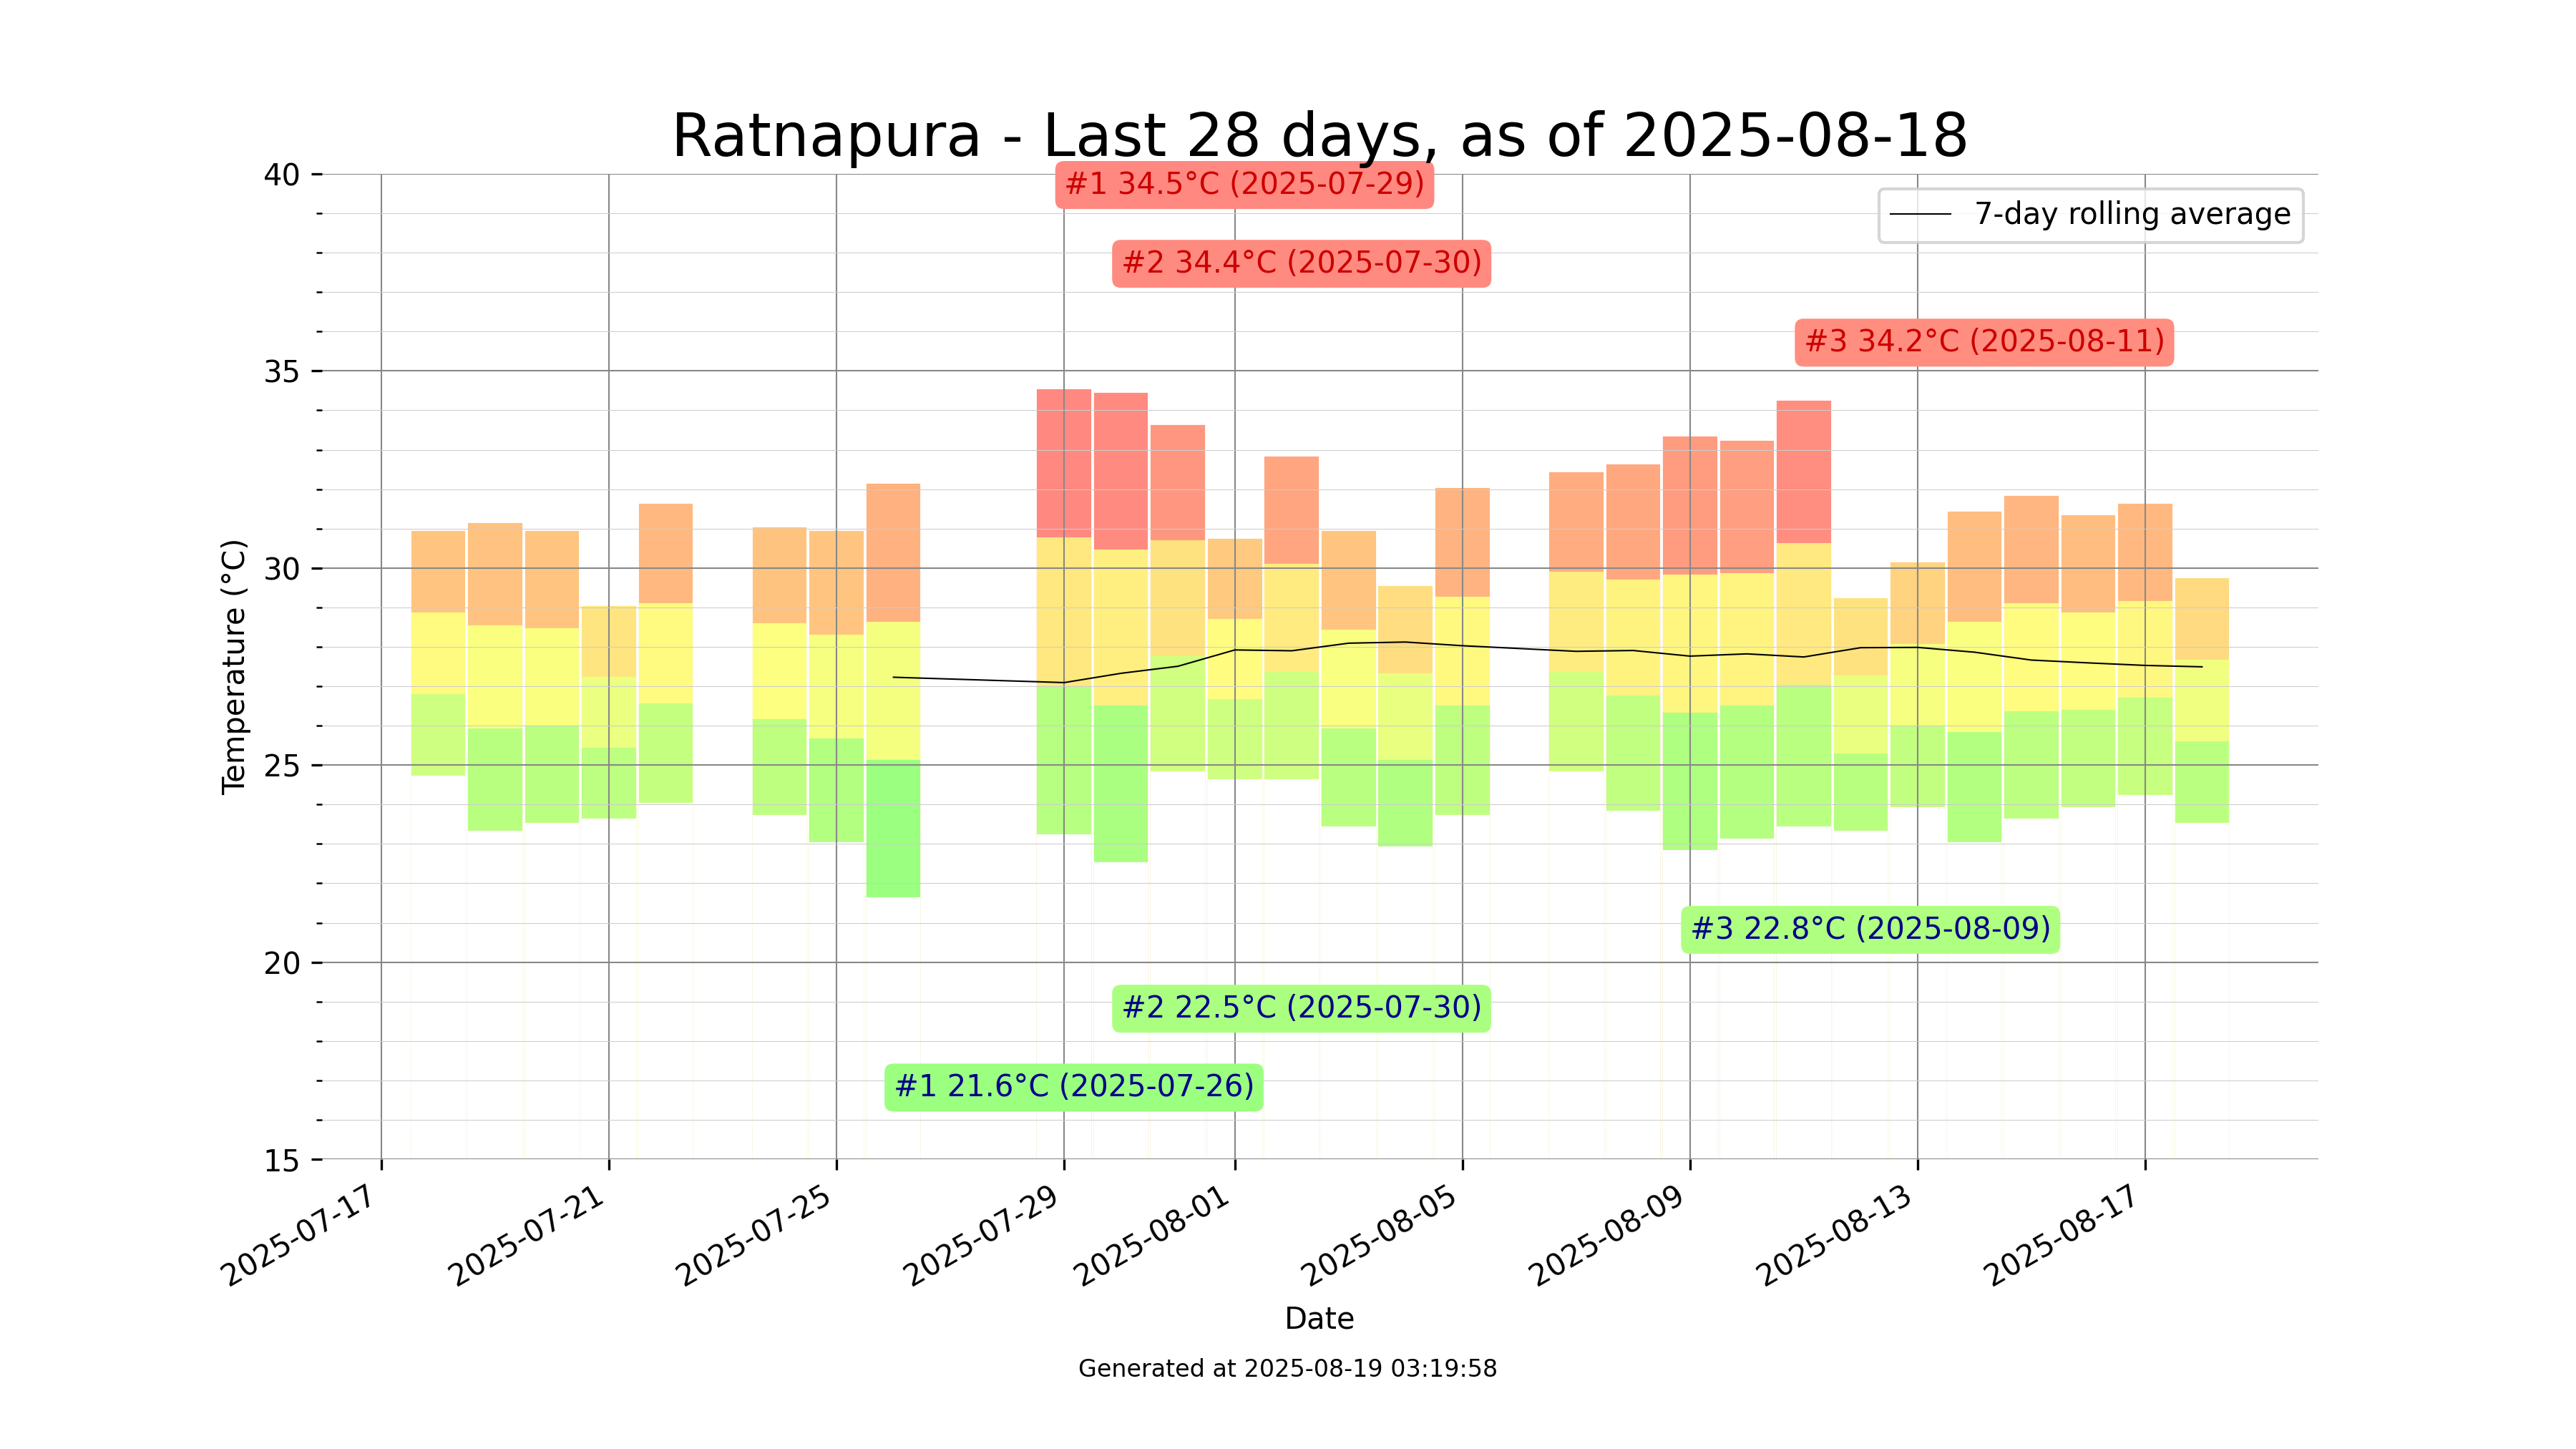 Ratnapura - Last 28 days, as of 2025-08-18
40
35
30
25
20
15
Temperature (°C)
#1 34.5°C (2025-07-29)
#2 34.4°C (2025-07-30)
#3 34.2°C (2025-08-11)
7-day rolling average
#3 22.8°C (2025-08-09)
#2 22.5°C (2025-07-30)
#1 21.6°C (2025-07-26)
2025-07-17
2025-07-21
2025-07-25
2025-07-29
2025-08-01
2025-08-05
2025-08-09
2025-08-13
2025-08-17
Date
Generated at 2025-08-19 03:19:58